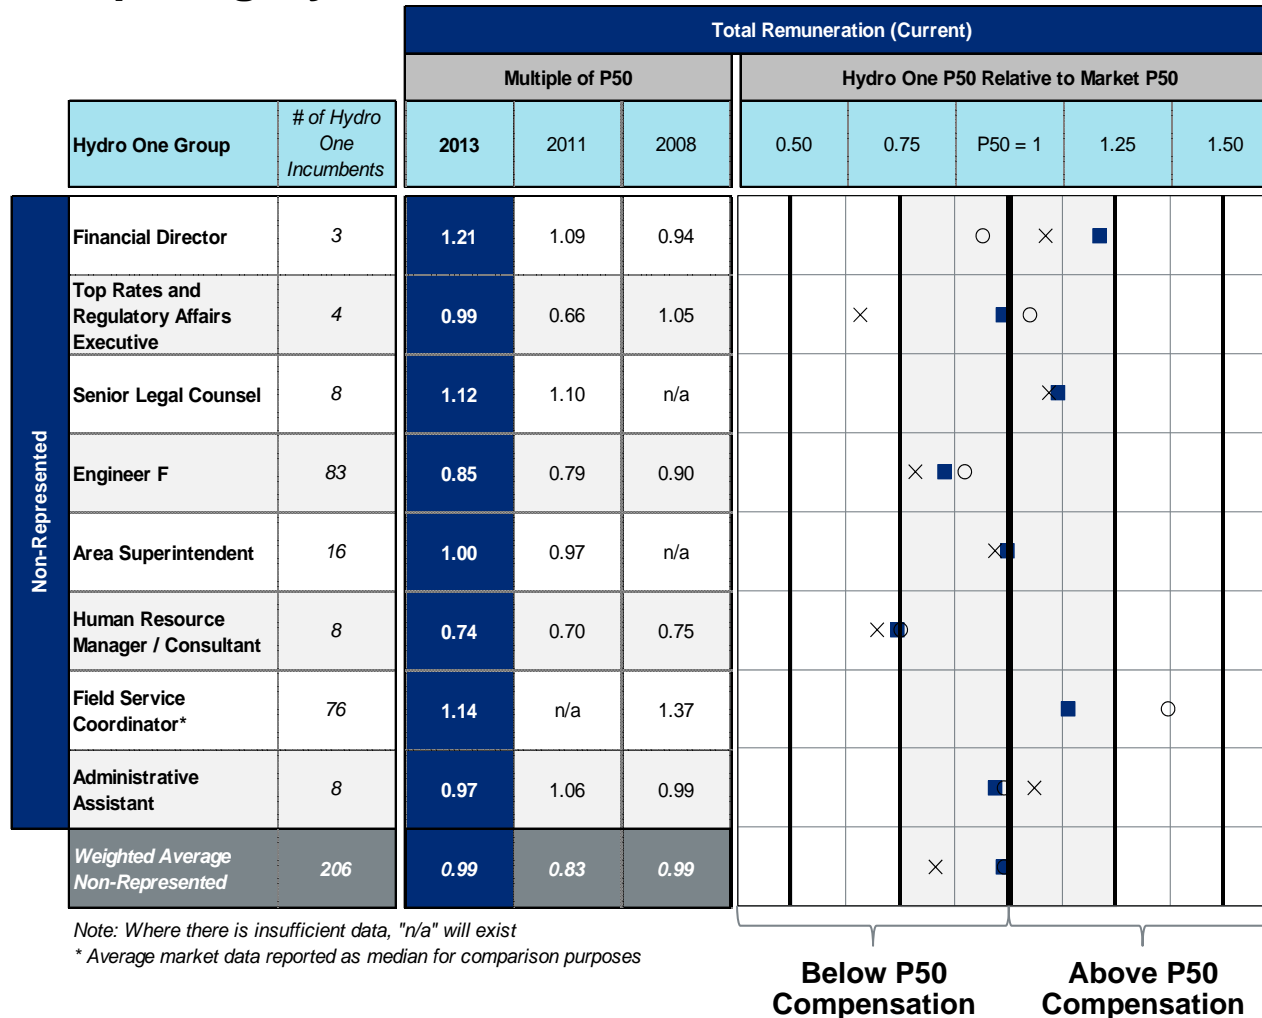 Total Remuneration (Current)
Multiple of P50
Hydro One P50 Relative to Market P50
Hydro One Group
# of Hydro
One
Incumbents
2013
2011
2008
0.50
0.75
P50 = 1
1.25
1.50
Non-Represented
Financial Director
3
1.21
1.09
0.94
Top Rates and
Regulatory Affairs
Executive
4
0.99
0.66
1.05
Senior Legal Counsel
8
1.12
1.10
n/a
Engineer F
83
0.85
0.79
0.90
Area Superintendent
16
1.00
0.97
n/a
Human Resource
Manager / Consultant
8
0.74
0.70
0.75
Field Service
Coordinator*
76
1.14
n/a
1.37
Administrative
Assistant
8
0.97
1.06
0.99
Weighted Average
Non-Represented
206
0.99
0.83
0.99
Note: Where there is insufficient data, "n/a" will exist
* Average market data reported as median for comparison purposes
Below P50
Compensation
Above P50
Compensation